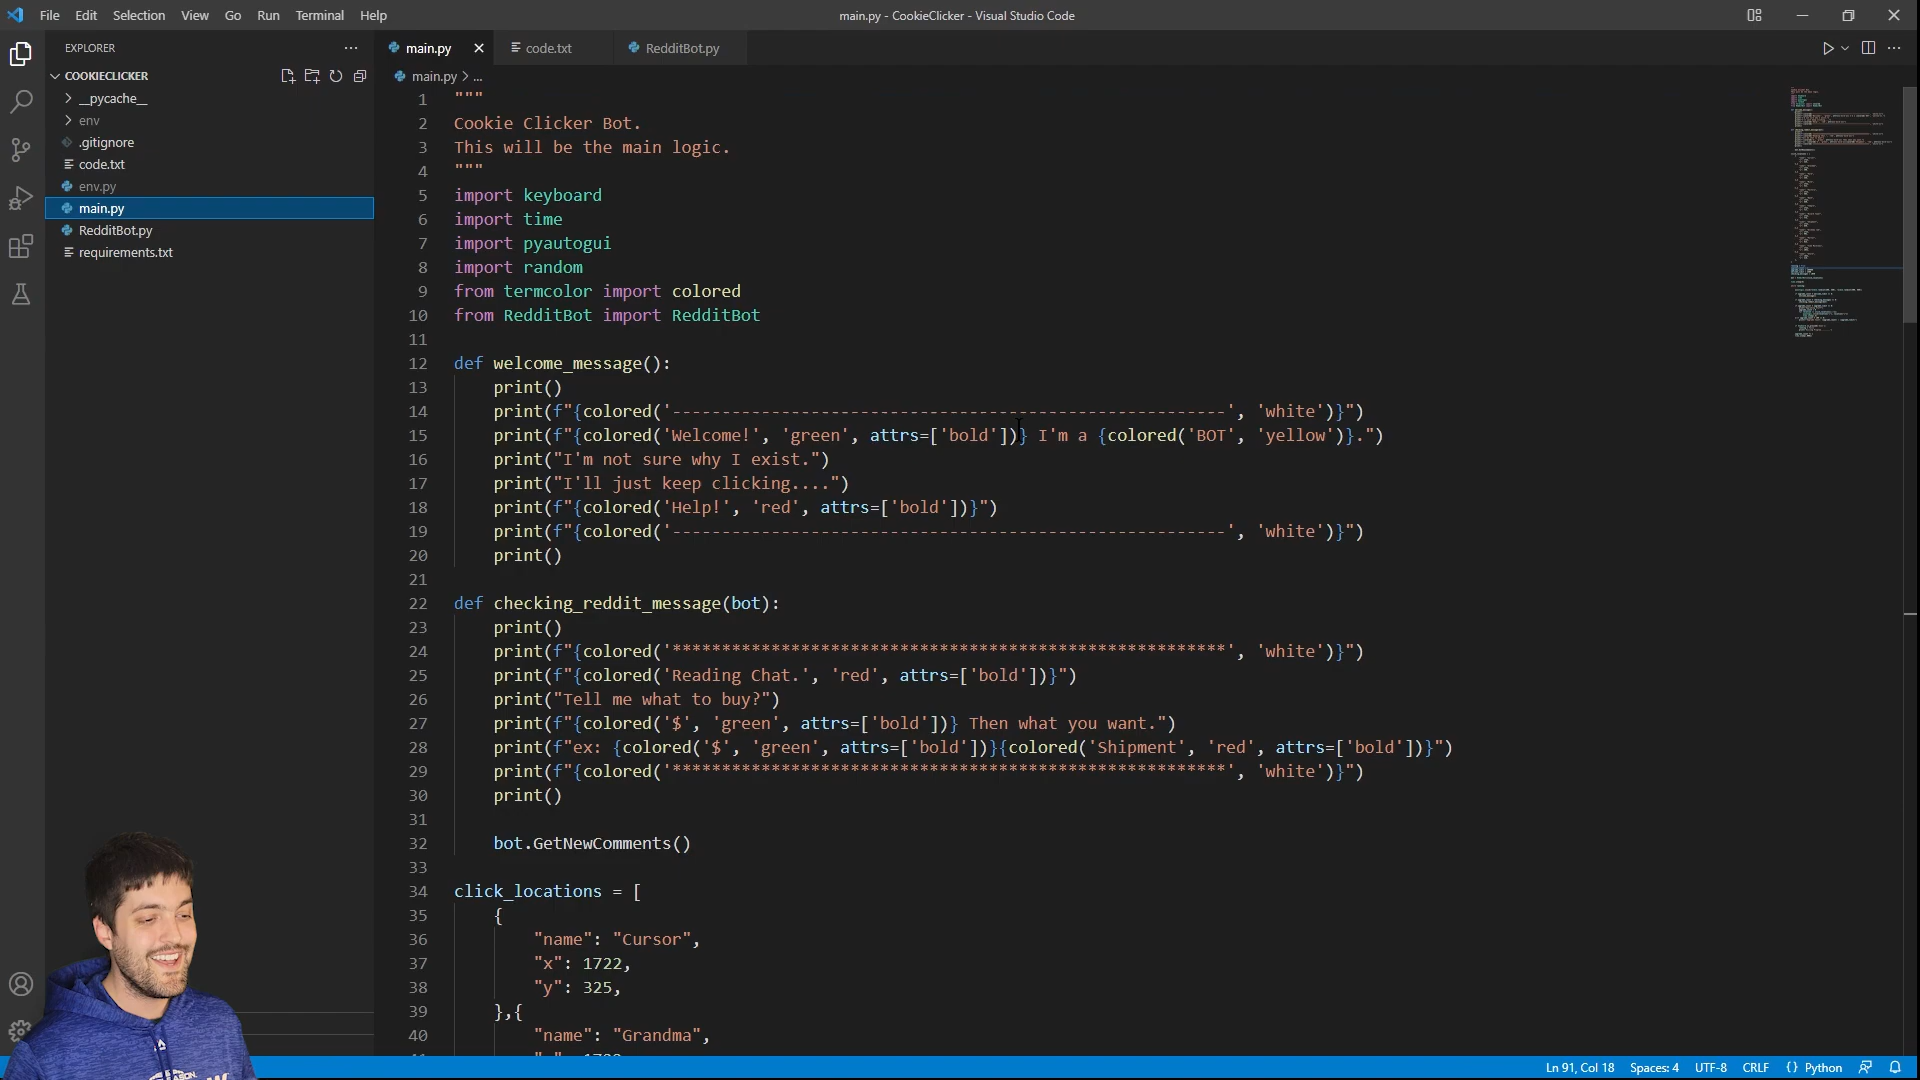 File Edit Selection View Go Run Terminal Help
main.py - CookieClicker - Visual Studio Code
EXPLORER
COOKIECLICKER
__pycache__
env
.gitignore
code.txt
env.py
main.py
RedditBot.py
requirements.txt
main.py code.txt RedditBot.py
main.py > ...
1 """
2 Cookie Clicker Bot.
3 This will be the main logic.
4 """
5 import keyboard
6 import time
7 import pyautogui
8 import random
9 from termcolor import colored
10 from RedditBot import RedditBot
11
12 def welcome_message():
13 print()
14 print(f"{colored('--------------------------------------------------------', 'white')}")
15 print(f"{colored('Welcome!', 'green', attrs=['bold'])} I'm a {colored('BOT', 'yellow')}.")
16 print("I'm not sure why I exist.")
17 print("I'll just keep clicking....")
18 print(f"{colored('Help!', 'red', attrs=['bold'])}")
19 print(f"{colored('--------------------------------------------------------', 'white')}")
20 print()
21
22 def checking_reddit_message(bot):
23 print()
24 print(f"{colored('********************************************************', 'white')}")
25 print(f"{colored('Reading Chat.', 'red', attrs=['bold'])}")
26 print("Tell me what to buy?")
27 print(f"{colored('$', 'green', attrs=['bold'])} Then what you want.")
28 print(f"ex: {colored('$', 'green', attrs=['bold'])}{colored('Shipment', 'red', attrs=['bold'])}")
29 print(f"{colored('********************************************************', 'white')}")
30 print()
31
32 bot.GetNewComments()
33
34 click_locations = [
35 {
36 "name": "Cursor",
37 "x": 1722,
38 "y": 325,
39 },{
40 "name": "Grandma",
Ln 91, Col 18 Spaces: 4 UTF-8 CRLF {} Python